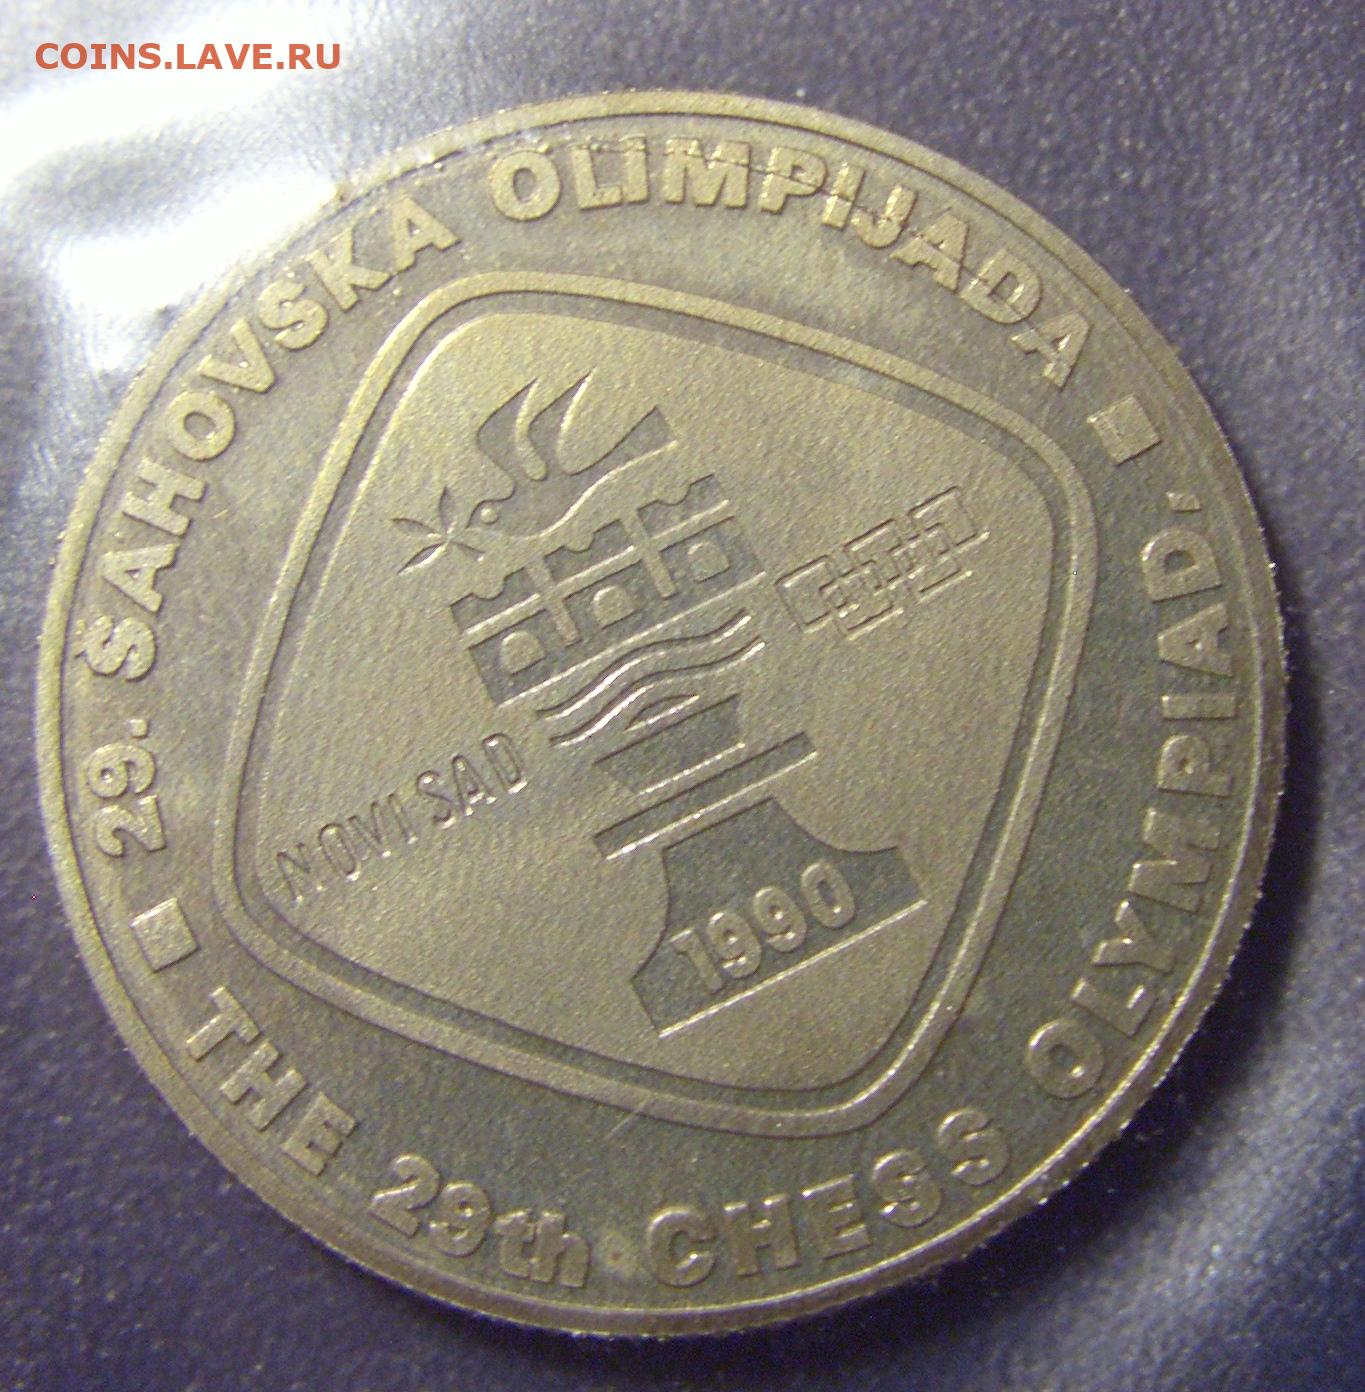 COINS.LAVE.RU
29. ŠAHOVSKA OLIMPIJADA
NOVI SAD
1990
THE 29th CHESS OLYMPIAD.